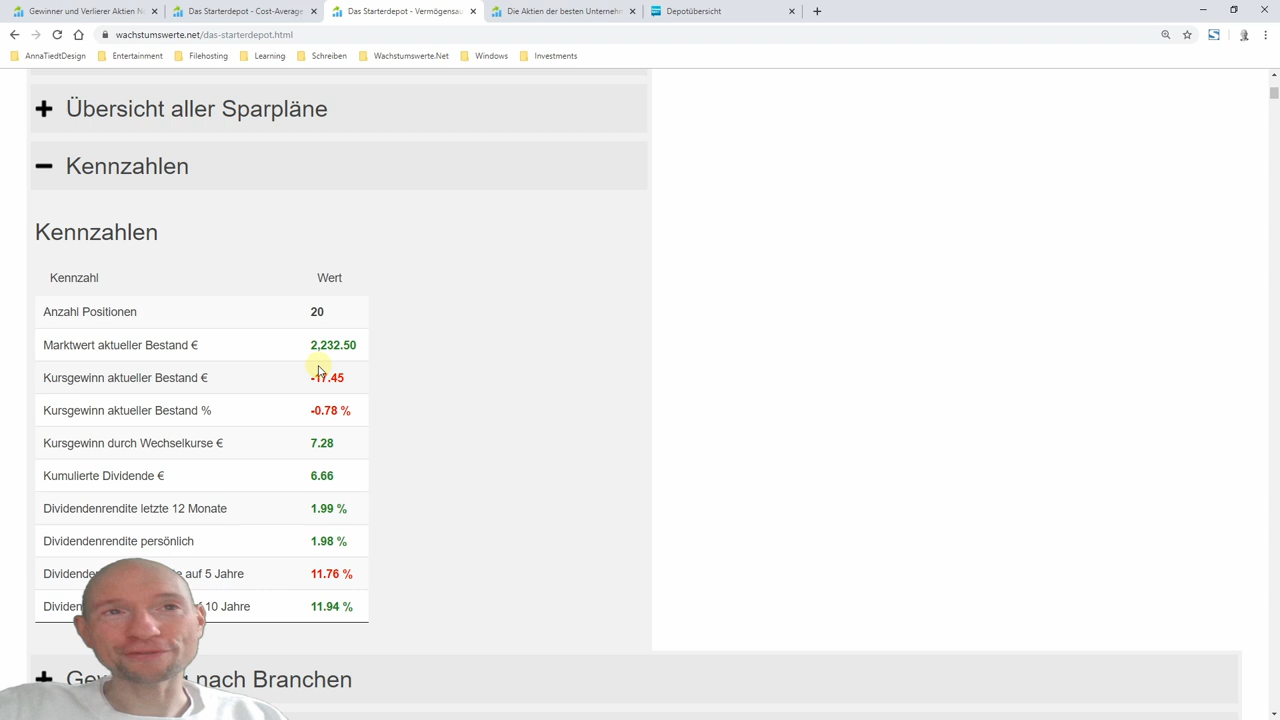 Gewinner und Verlierer Aktien N
Das Starterdepot - Cost-Average
Das Starterdepot - Vermögensau
Die Aktien der besten Unternehm
Depotübersicht
wachstumswerte.net/das-starterdepot.html
AnnaTiedtDesign Entertainment Filehosting Learning Schreiben Wachstumswerte.Net Windows Investments
Übersicht aller Sparpläne
Kennzahlen
Kennzahlen
Kennzahl Wert
Anzahl Positionen 20
Marktwert aktueller Bestand € 2,232.50
Kursgewinn aktueller Bestand € -17.45
Kursgewinn aktueller Bestand % -0.78 %
Kursgewinn durch Wechselkurse € 7.28
Kumulierte Dividende € 6.66
Dividendenrendite letzte 12 Monate 1.99 %
Dividendenrendite persönlich 1.98 %
auf 5 Jahre 11.76 %
10 Jahre 11.94 %
nach Branchen